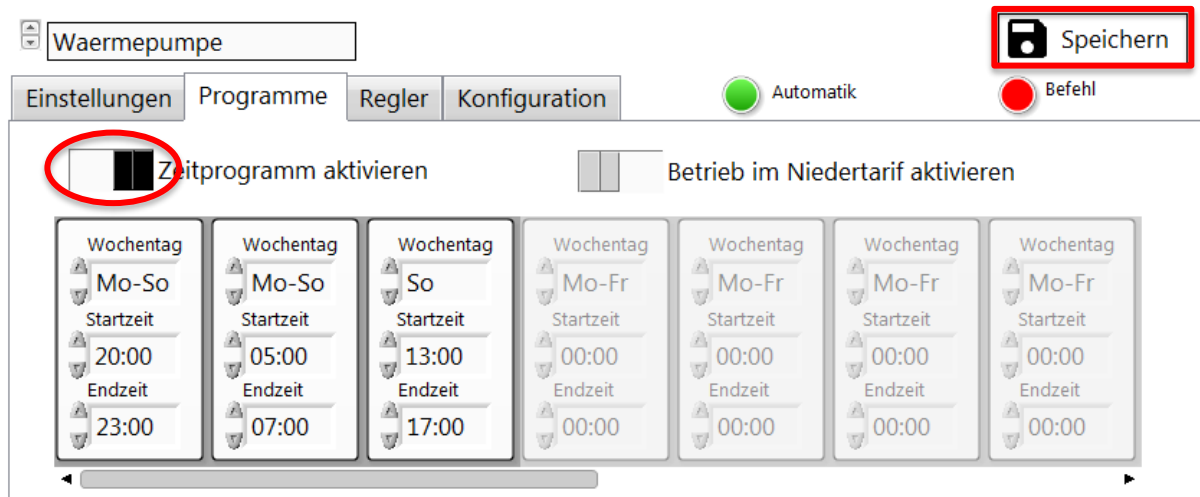 Waermepumpe
Speichern
Einstellungen Programme Regler Konfiguration Automatik Befehl
Zeitprogramm aktivieren Betrieb im Niedertarif aktivieren
Wochentag Wochentag Wochentag Wochentag Wochentag Wochentag Wochentag
Mo-So Mo-So So Mo-Fr Mo-Fr Mo-Fr Mo-Fr
Startzeit Startzeit Startzeit Startzeit Startzeit Startzeit Startzeit
20:00 05:00 13:00 00:00 00:00 00:00 00:00
Endzeit Endzeit Endzeit Endzeit Endzeit Endzeit Endzeit
23:00 07:00 17:00 00:00 00:00 00:00 00:00